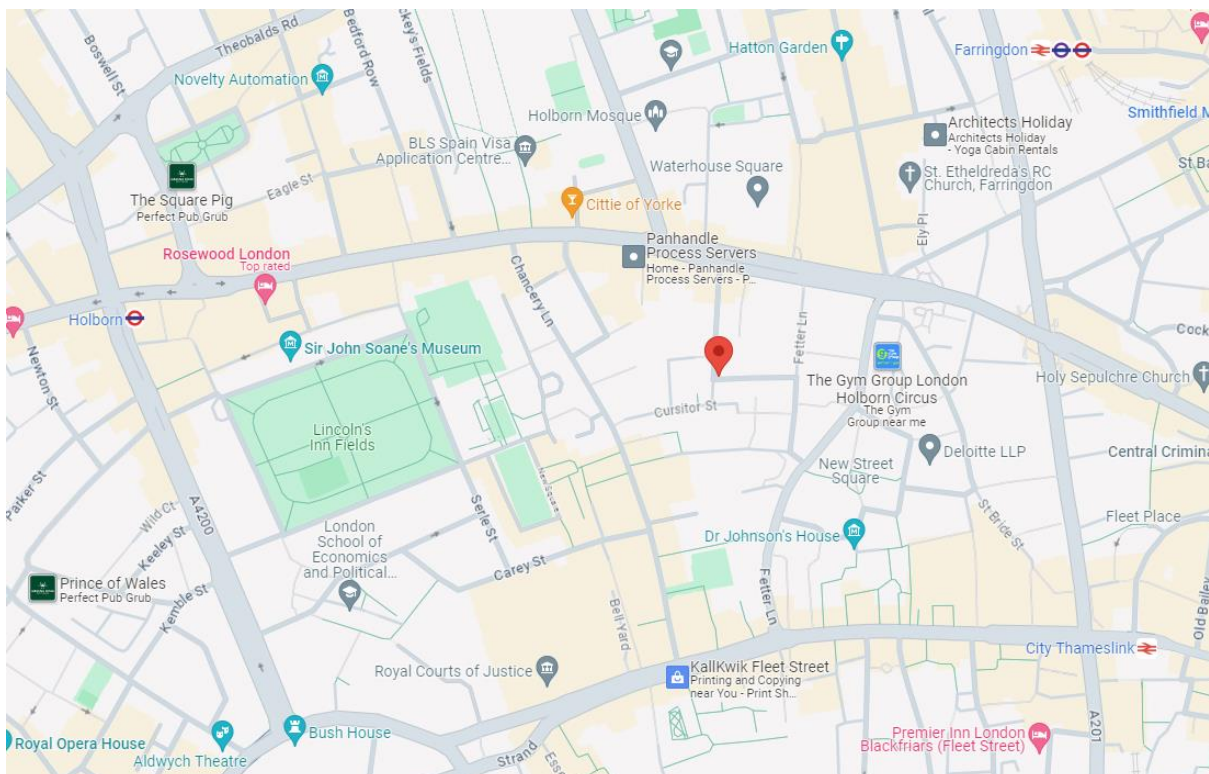 Theobalds Rd
Boswell St
Bedford Row
Hatton Garden
Farringdon
Novelty Automation
Smithfield M
Holborn Mosque
Architects Holiday
Architects Holiday
- Yoga Cabin Rentals
BLS Spain Visa
Application Centre...
Waterhouse Square
St. Etheldreda's RC
Church, Farringdon
St Ba
Eagle St
The Square Pig
Perfect Pub Grub
Cittie of Yorke
Ely Pl
Rosewood London
Top rated
Panhandle
Process Servers
Home - Panhandle
Process Servers - P...
Chancery Ln
Holborn
Fetter Ln
Cock
Newton St
Sir John Soane's Museum
The Gym Group London
Holborn Circus
The Gym
Group near me
Holy Sepulchre Church
Cursitor St
Lincoln's
Inn Fields
Deloitte LLP
Central Crimina
New Street
Square
Parker St
Wild Ct
A4200
Serle St
St Bride St
Fleet Place
London
School of
Economics
and Political...
Keeley St
Dr Johnson's House
Carey St
Prince of Wales
Perfect Pub Grub
Kemble St
Fetter Ln
Bell Yard
Old Bailey
City Thameslink
Royal Courts of Justice
KallKwik Fleet Street
Printing and Copying
near You - Print Sh...
Bush House
Royal Opera House
Aldwych Theatre
Strand
A201
Premier Inn London
Blackfriars (Fleet Street)